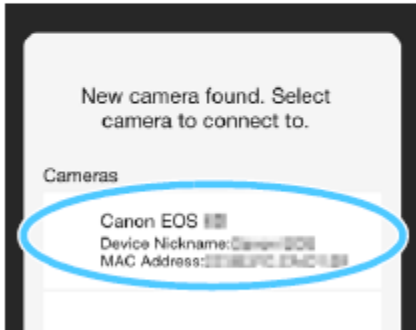 New camera found. Select
camera to connect to.
Cameras
Canon EOS
Device Nickname:
MAC Address: